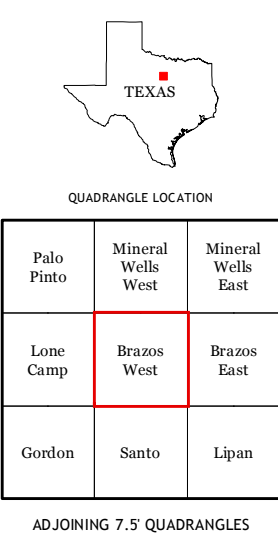 TEXAS
QUADRANGLE LOCATION
Palo
Pinto
Mineral
Wells
West
Mineral
Wells
East
Lone
Camp
Brazos
West
Brazos
East
Gordon
Santo
Lipan
ADJOINING 7.5' QUADRANGLES